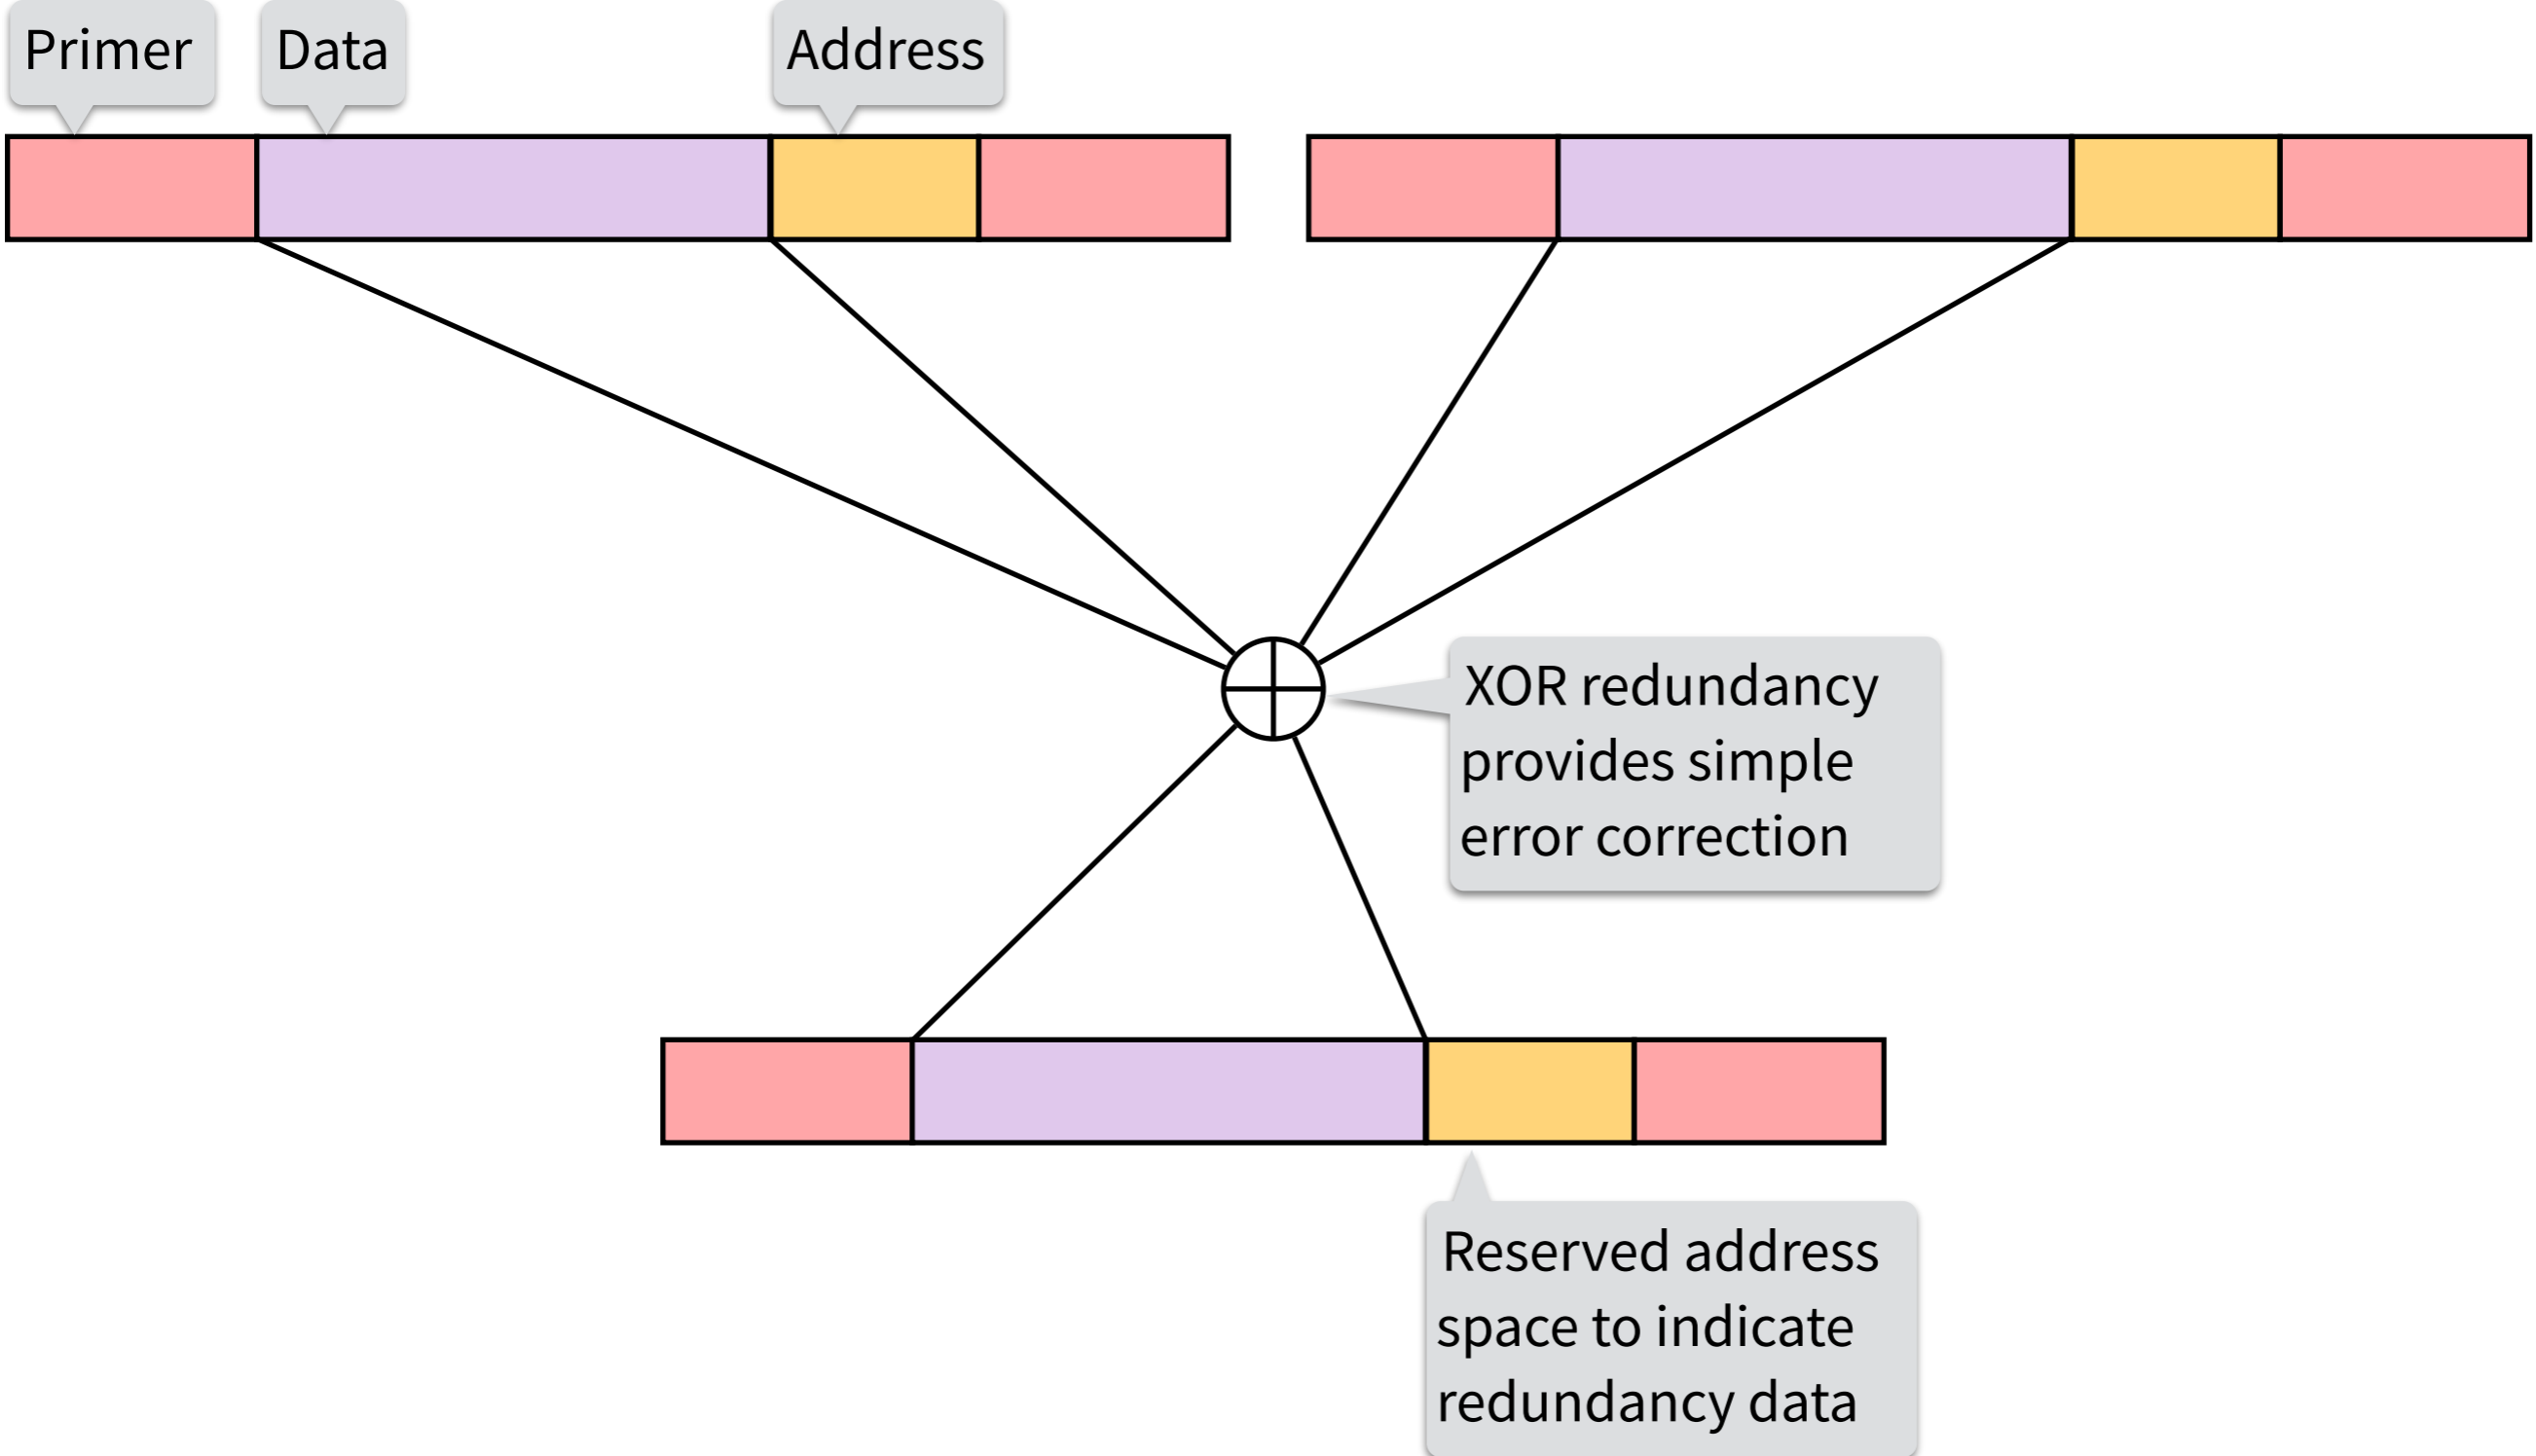 Primer
Data
Address
XOR redundancy
provides simple
error correction
Reserved address
space to indicate
redundancy data